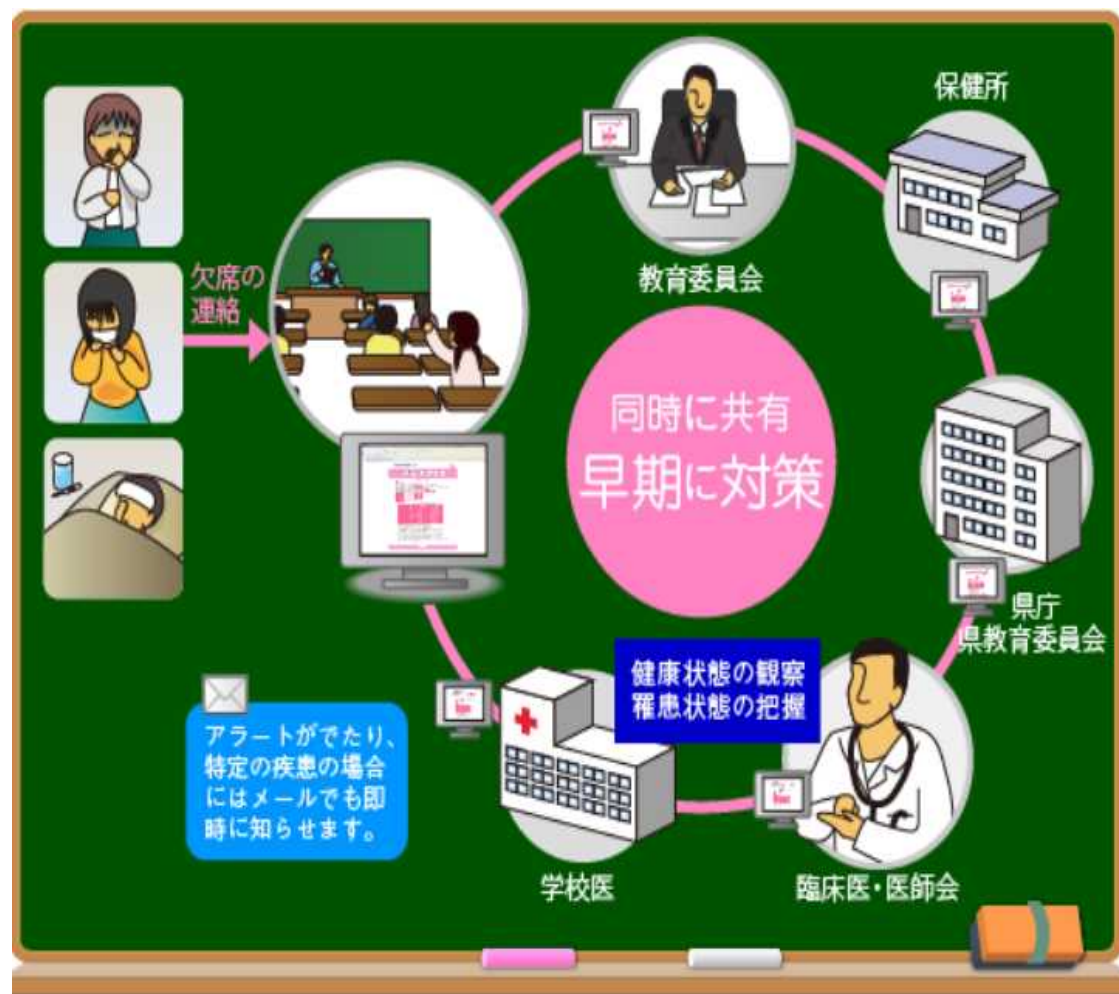 欠席の
連絡
教育委員会
保健所
同時に共有
早期に対策
県庁
県教育委員会
健康状態の観察
罹患状態の把握
アラートがでたり、
特定の疾患の場合
にはメールでも即
時に知らせます。
学校医
臨床医・医師会